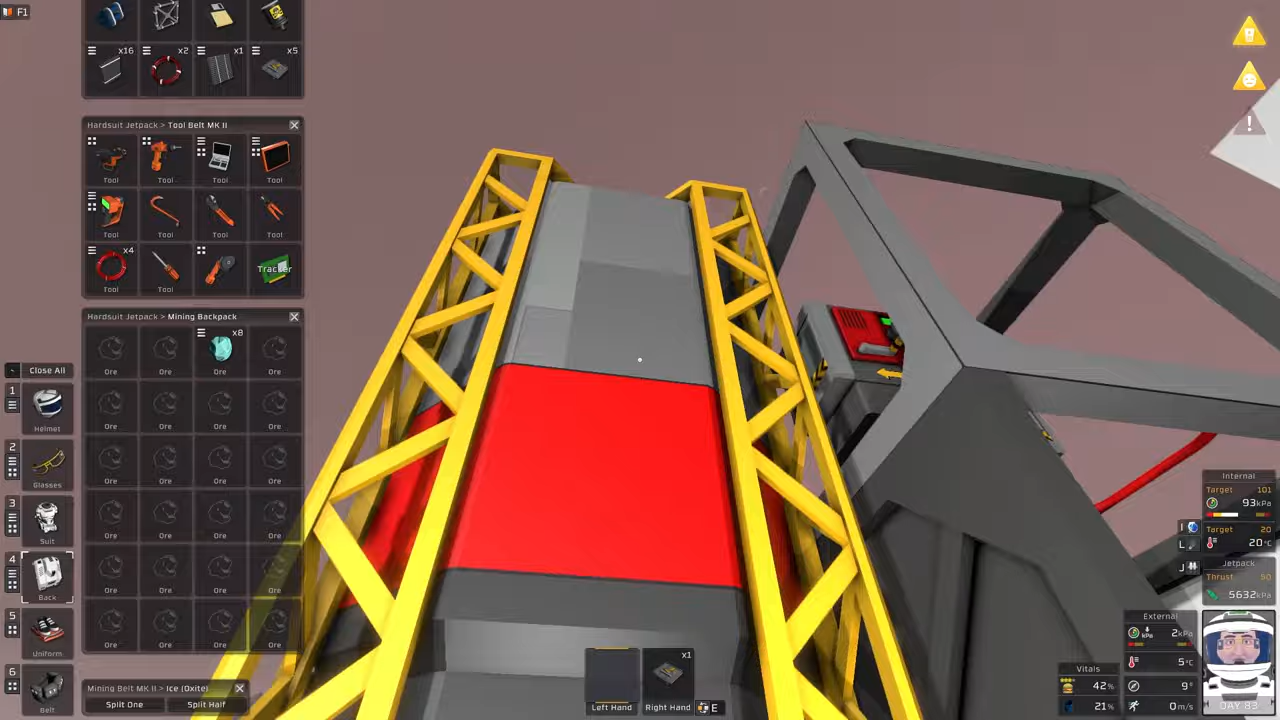 F1
x16
x2
x1
x5
Hardsuit Jetpack > Tool Belt MK II
Tool Tool Tool Tool
Tool Tool Tool Tool
x4
Tracker
Tool Tool
Hardsuit Jetpack > Mining Backpack
x8
Ore Ore Ore Ore
Ore Ore Ore Ore
Ore Ore Ore Ore
Ore Ore Ore Ore
Ore Ore Ore Ore
Ore Ore Ore Ore
Mining Belt MK II > Ice (Oxite)
Split One Split Half
Close All
1
Helmet
2
Glasses
3
Suit
4
Back
5
Uniform
6
Belt
x1
Left Hand
Right Hand
E
Internal
Target 101
93kPa
Target 20
20°C
I
L
J
Jetpack
Thrust 50
5632kPa
External
kPa
2kPa
5°C
9°
0m/s
Vitals
42%
21%
DAY 83